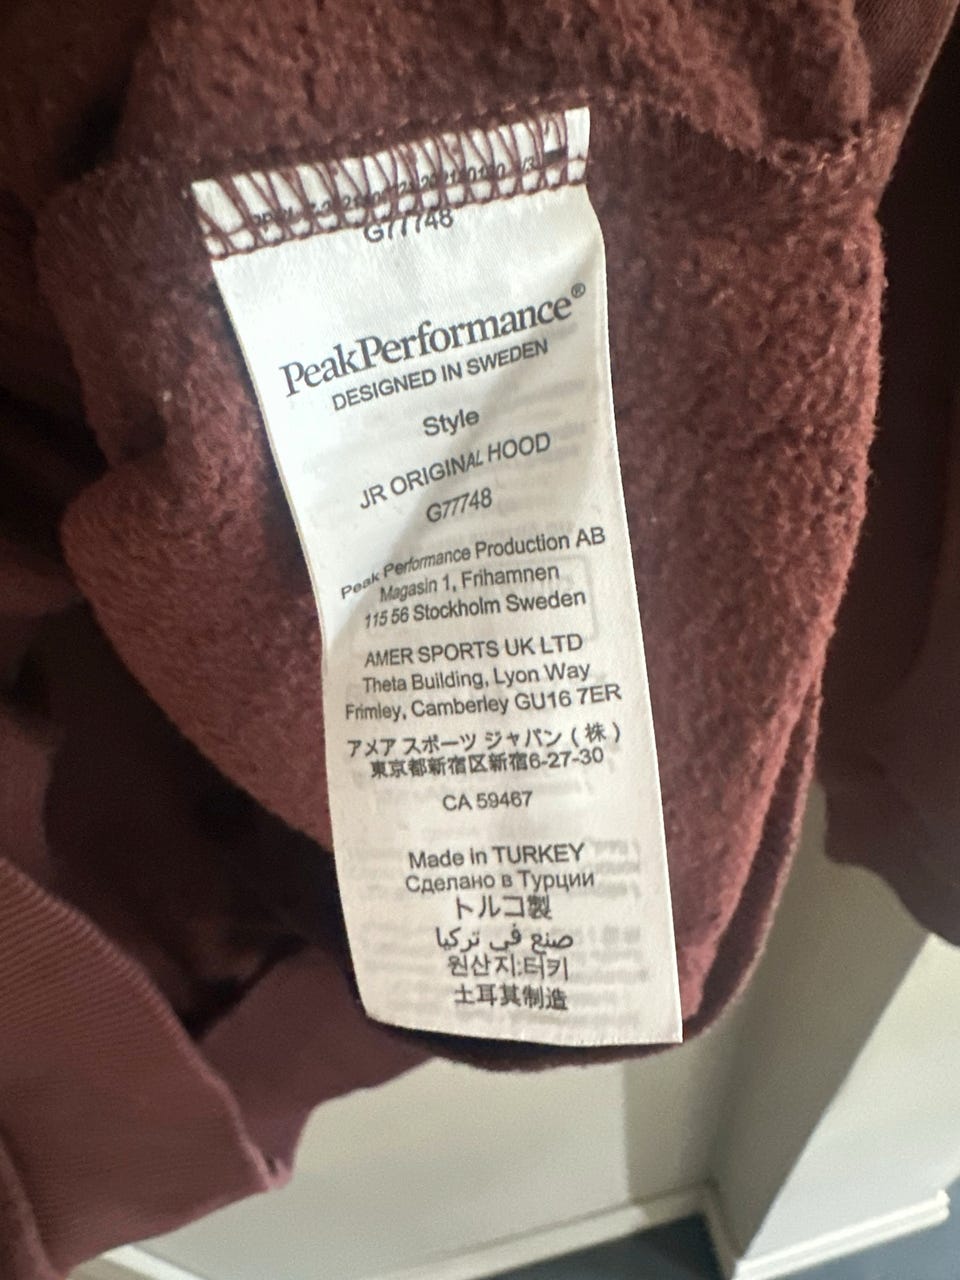 G77748
PeakPerformance®
DESIGNED IN SWEDEN
Style
JR ORIGINAL HOOD
G77748
Peak Performance Production AB
Magasin 1, Frihamnen
115 56 Stockholm Sweden
AMER SPORTS UK LTD
Theta Building, Lyon Way
Frimley, Camberley GU16 7ER
アメア スポーツ ジャパン ( 株 )
東京都新宿区新宿6-27-30
CA 59467
Made in TURKEY
Сделано в Турции
トルコ製
صنع في تركيا
원산지:터키
土耳其制造